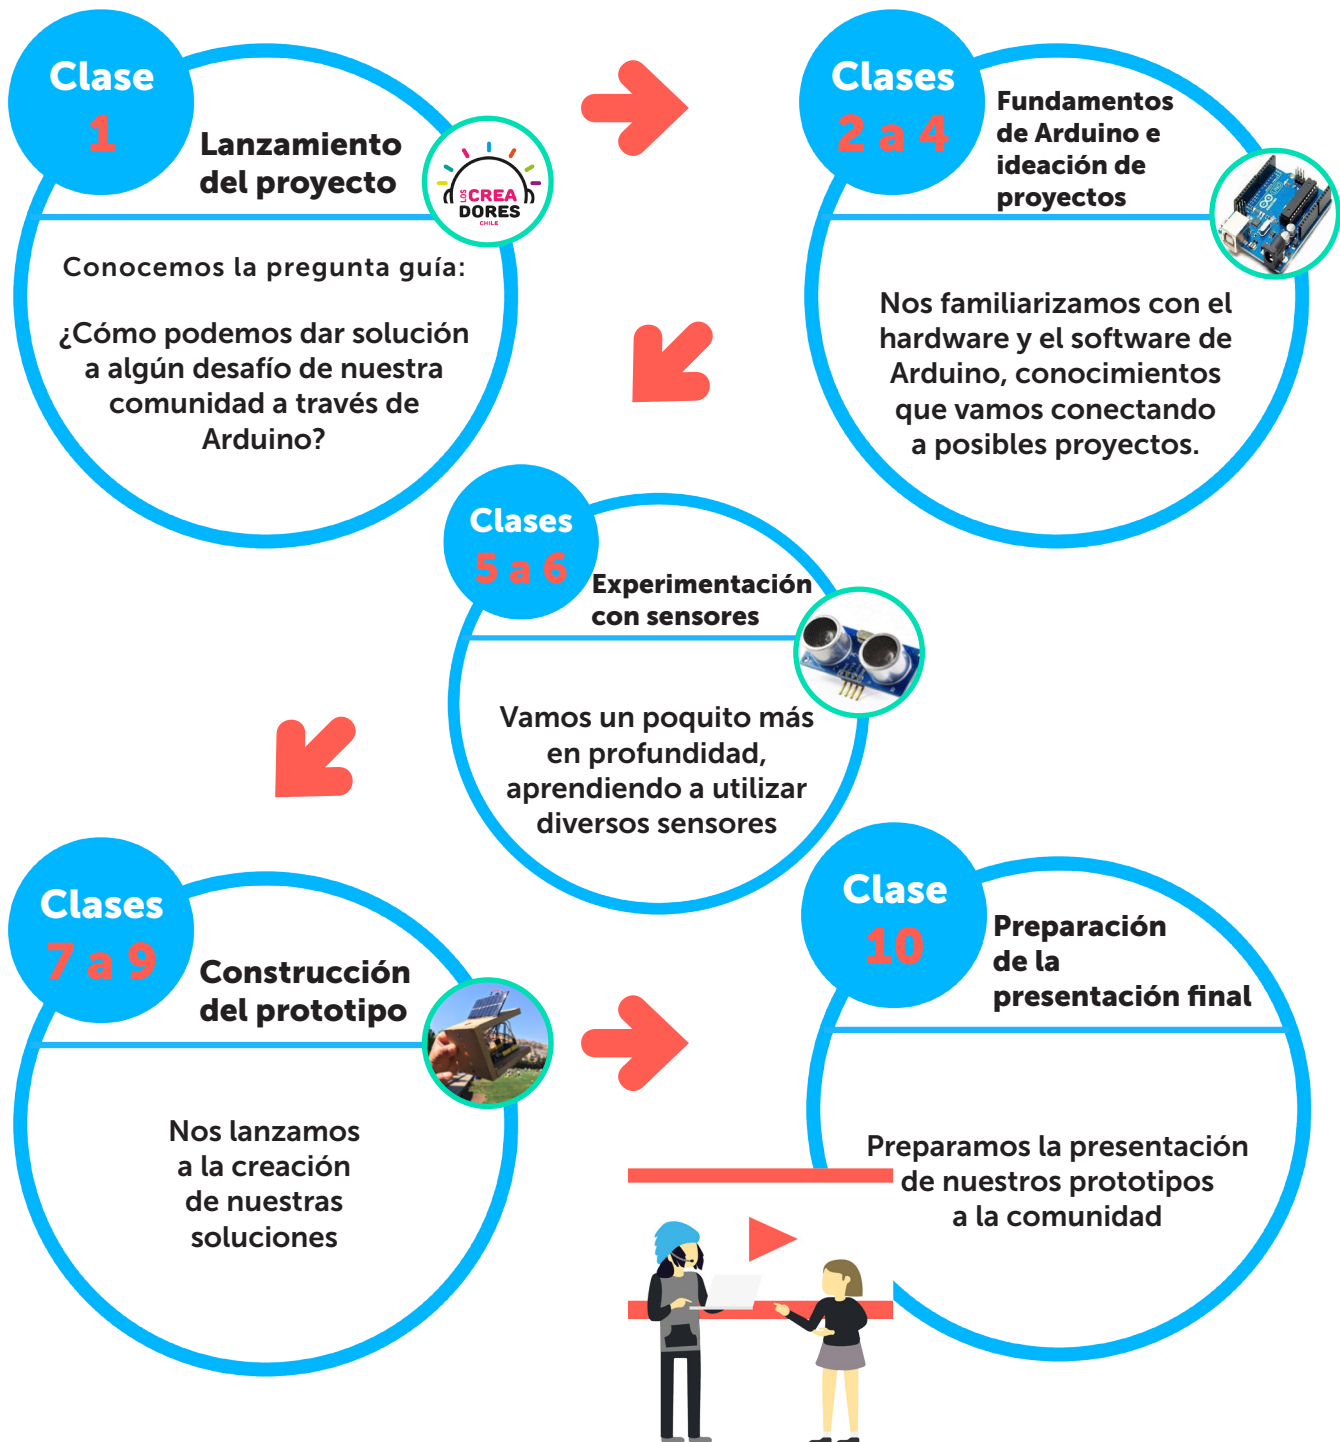 Clase
1
Lanzamiento
del proyecto
LOS
CREA
DORES
CHILE
Conocemos la pregunta guía:
¿Cómo podemos dar solución
a algún desafío de nuestra
comunidad a través de
Arduino?
Clases
2 a 4
Fundamentos
de Arduino e
ideación de
proyectos
Nos familiarizamos con el
hardware y el software de
Arduino, conocimientos
que vamos conectando
a posibles proyectos.
Clases
5 a 6
Experimentación
con sensores
Vamos un poquito más
en profundidad,
aprendiendo a utilizar
diversos sensores
Clases
7 a 9
Construcción
del prototipo
Nos lanzamos
a la creación
de nuestras
soluciones
Clase
10
Preparación
de la
presentación final
Preparamos la presentación
de nuestros prototipos
a la comunidad